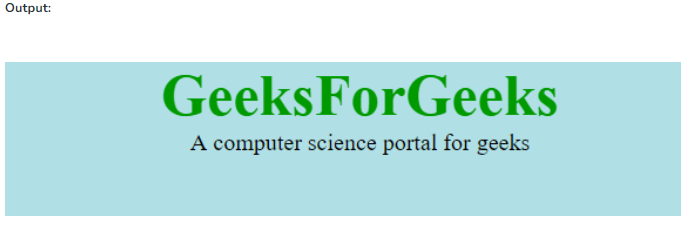 Output:
GeeksForGeeks
A computer science portal for geeks